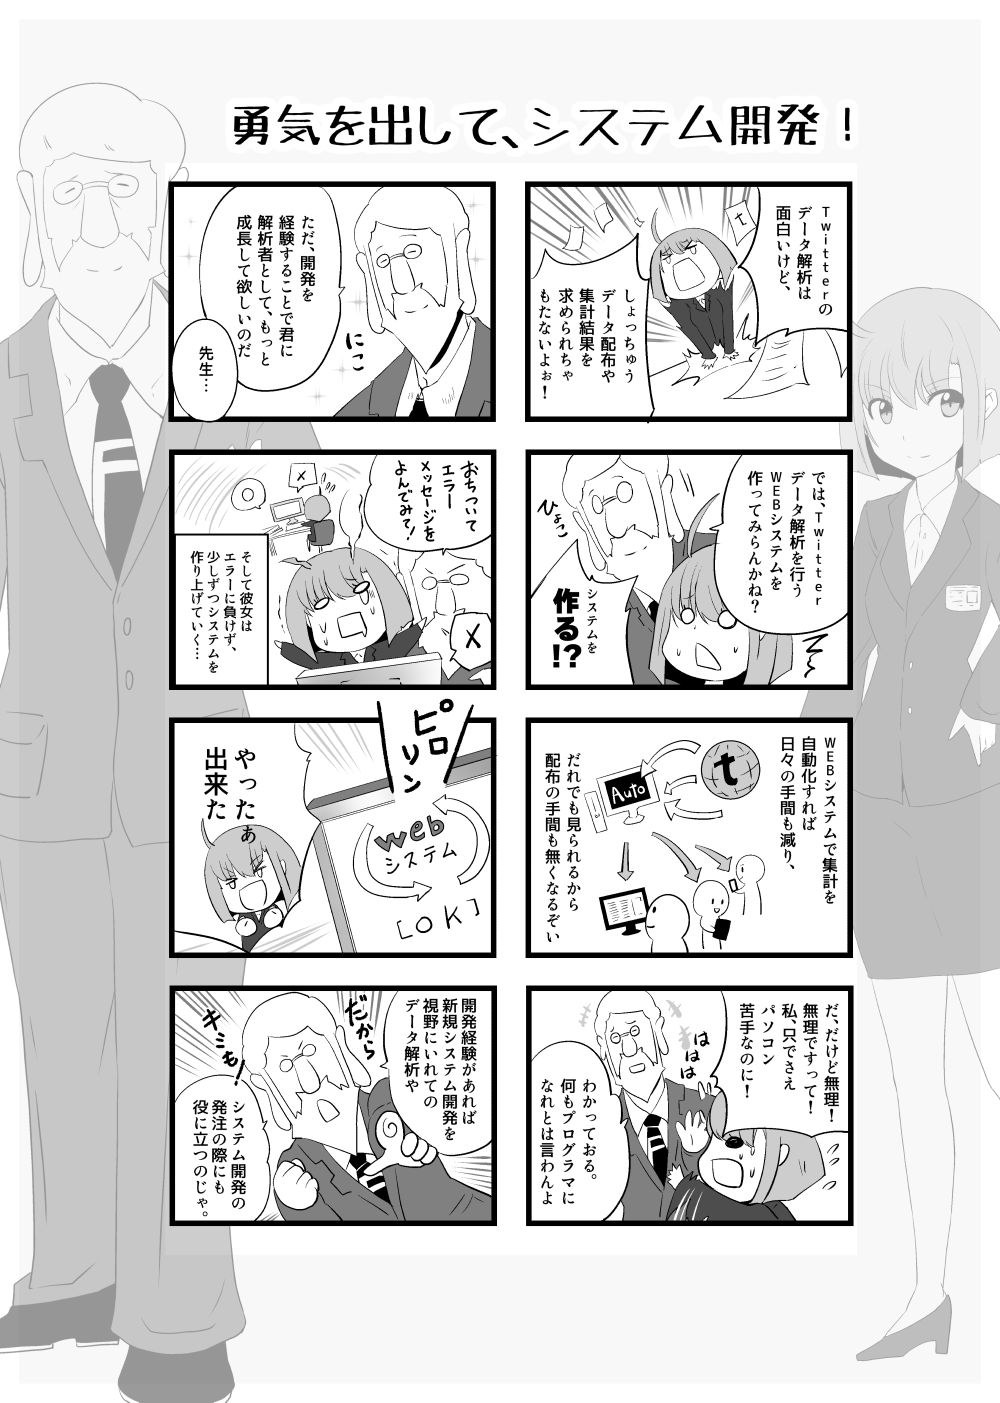 勇気を出して、システム開発！
Twitterの
データ解析は
面白いけど、
t
しょっちゅう
データ配布や
集計結果を
求められちゃ
もたないよぉ！
では、Twitter
データ解析を行う
WEBシステムを
作ってみらんかね？
ひょこ
システムを
作る!?
WEBシステムで集計を
自動化すれば
日々の手間も減り、
t
Auto
だれでも見られるから
配布の手間も無くなるぞい
だ、だけど無理！
無理ですって！
私、只でさえ
パソコン
苦手なのに！
ははは
わかっておる。
何もプログラマに
なれとは言わんよ
ただ、開発を
経験することで君に
解析者として、もっと
成長して欲しいのだ
にこ
先生…
おちついて
エラー
メッセージを
よんでみて！
×
○
×
そして彼女は
エラーに負けず、
少しずつシステムを
作り上げていく…
ピロリン
web
システム
[OK]
やったぁ
出来た
開発経験があれば
新規システム開発を
視野にいれての
データ解析や
だから
キミも！
システム開発の
発注の際にも
役に立つのじゃ。